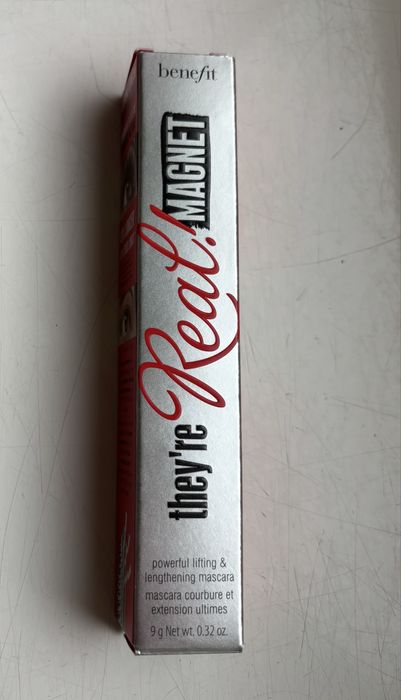 benefit
they're Real! MAGNET
powerful lifting &
lengthening mascara
mascara courbure et
extension ultimes
9 g Net wt. 0.32 oz.